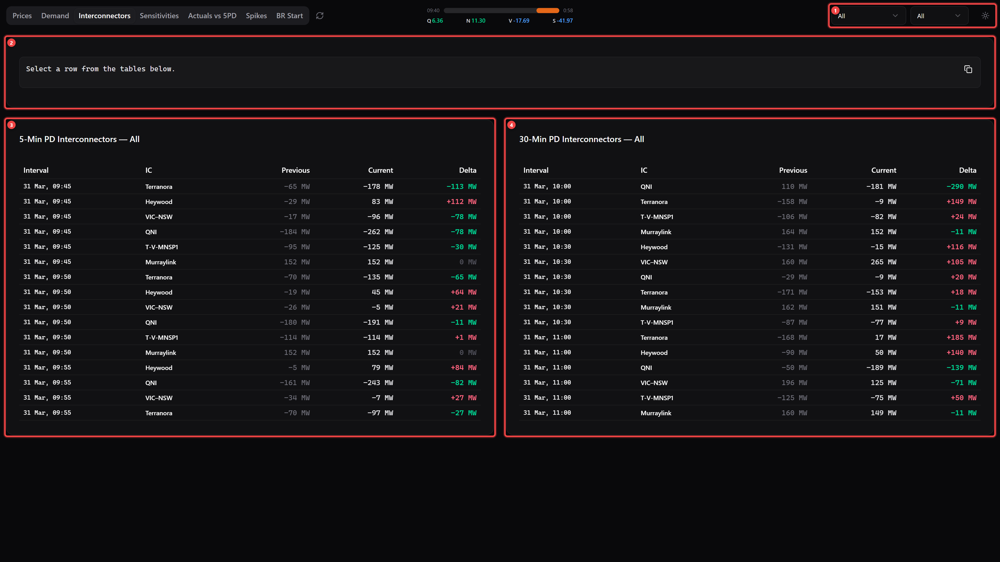 Prices Demand Interconnectors Sensitivities Actuals vs 5PD Spikes BR Start
09:40 0:58
Q 6.36 N 11.30 V -17.69 S -41.97
1 All All
2
Select a row from the tables below.
3
5-Min PD Interconnectors — All
Interval IC Previous Current Delta
31 Mar, 09:45 Terranora −65 MW −178 MW −113 MW
31 Mar, 09:45 Heywood −29 MW 83 MW +112 MW
31 Mar, 09:45 VIC–NSW −17 MW −96 MW −78 MW
31 Mar, 09:45 QNI −184 MW −262 MW −78 MW
31 Mar, 09:45 T-V-MNSP1 −95 MW −125 MW −30 MW
31 Mar, 09:45 Murraylink 152 MW 152 MW 0 MW
31 Mar, 09:50 Terranora −70 MW −135 MW −65 MW
31 Mar, 09:50 Heywood −19 MW 45 MW +64 MW
31 Mar, 09:50 VIC–NSW −26 MW −5 MW +21 MW
31 Mar, 09:50 QNI −180 MW −191 MW −11 MW
31 Mar, 09:50 T-V-MNSP1 −114 MW −114 MW +1 MW
31 Mar, 09:50 Murraylink 152 MW 152 MW 0 MW
31 Mar, 09:55 Heywood −5 MW 79 MW +84 MW
31 Mar, 09:55 QNI −161 MW −243 MW −82 MW
31 Mar, 09:55 VIC–NSW −34 MW −7 MW +27 MW
31 Mar, 09:55 Terranora −70 MW −97 MW −27 MW
4
30-Min PD Interconnectors — All
Interval IC Previous Current Delta
31 Mar, 10:00 QNI 110 MW −181 MW −290 MW
31 Mar, 10:00 Terranora −158 MW −9 MW +149 MW
31 Mar, 10:00 T-V-MNSP1 −106 MW −82 MW +24 MW
31 Mar, 10:00 Murraylink 164 MW 152 MW −11 MW
31 Mar, 10:30 Heywood −131 MW −15 MW +116 MW
31 Mar, 10:30 VIC–NSW 160 MW 265 MW +105 MW
31 Mar, 10:30 QNI −29 MW −9 MW +20 MW
31 Mar, 10:30 Terranora −171 MW −153 MW +18 MW
31 Mar, 10:30 Murraylink 162 MW 151 MW −11 MW
31 Mar, 10:30 T-V-MNSP1 −87 MW −77 MW +9 MW
31 Mar, 11:00 Terranora −168 MW 17 MW +185 MW
31 Mar, 11:00 Heywood −90 MW 50 MW +140 MW
31 Mar, 11:00 QNI −50 MW −189 MW −139 MW
31 Mar, 11:00 VIC–NSW 196 MW 125 MW −71 MW
31 Mar, 11:00 T-V-MNSP1 −125 MW −75 MW +50 MW
31 Mar, 11:00 Murraylink 160 MW 149 MW −11 MW